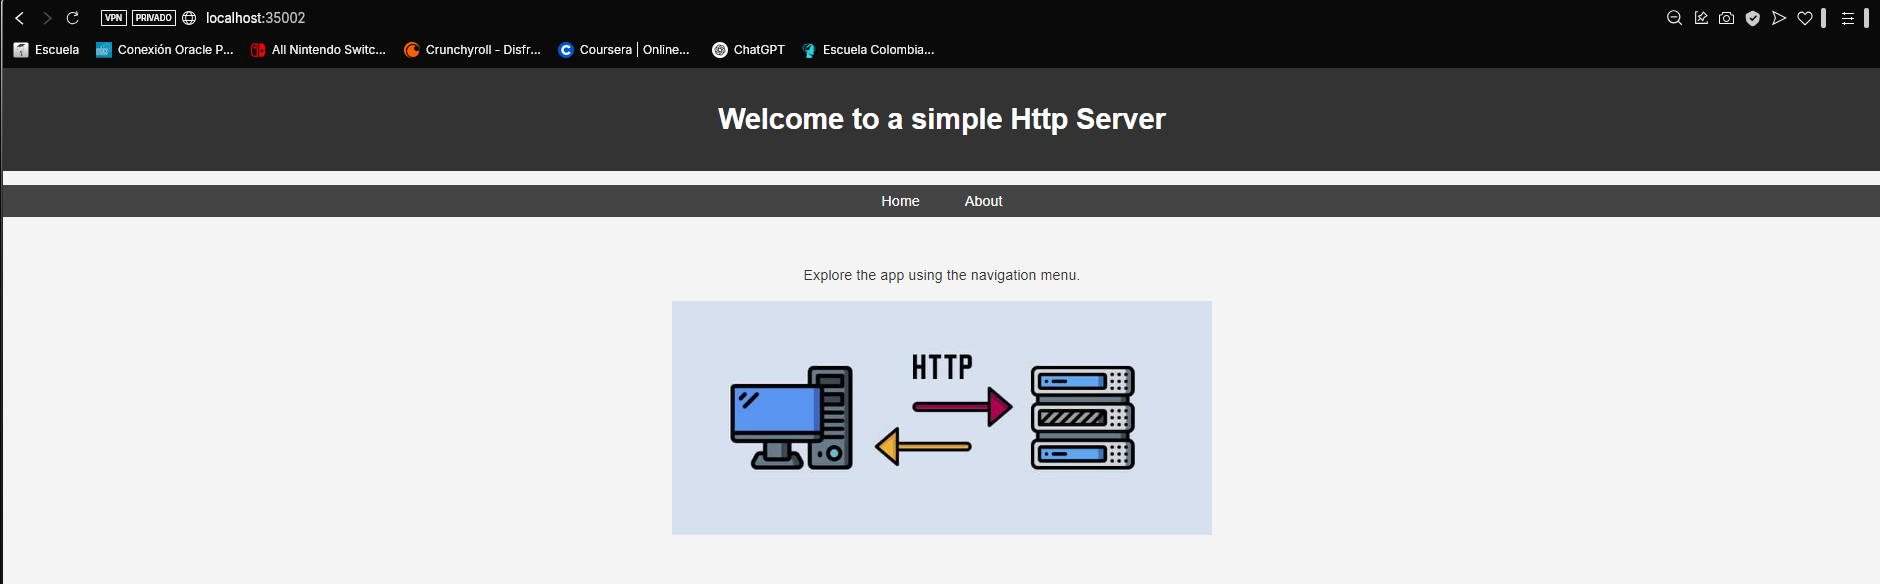 VPN PRIVADO localhost:35002
Escuela Conexión Oracle P... All Nintendo Switc... Crunchyroll - Disfr... Coursera | Online... ChatGPT Escuela Colombia...
Welcome to a simple Http Server
Home About
Explore the app using the navigation menu.
HTTP